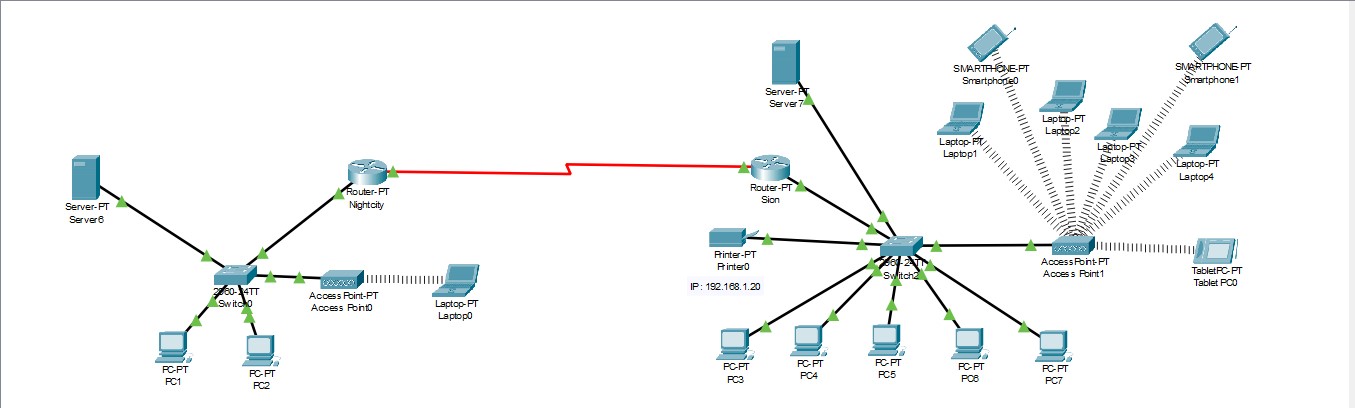 SMARTPHONE-PT
Smartphone0
SMARTPHONE-PT
Smartphone1
Server-PT
Server7
Laptop-PT
Laptop2
Laptop-PT
Laptop1
Laptop-PT
Laptop3
Laptop-PT
Laptop4
Server-PT
Server6
Router-PT
Nightcity
Router-PT
Sion
Printer-PT
Printer0
IP : 192.168.1.20
2960-24TT
Switch2
Access Point-PT
Access Point1
TabletPC-PT
Tablet PC0
2960-24TT
Switch0
Access Point-PT
Access Point0
Laptop-PT
Laptop0
PC-PT
PC1
PC-PT
PC2
PC-PT
PC3
PC-PT
PC4
PC-PT
PC5
PC-PT
PC6
PC-PT
PC7